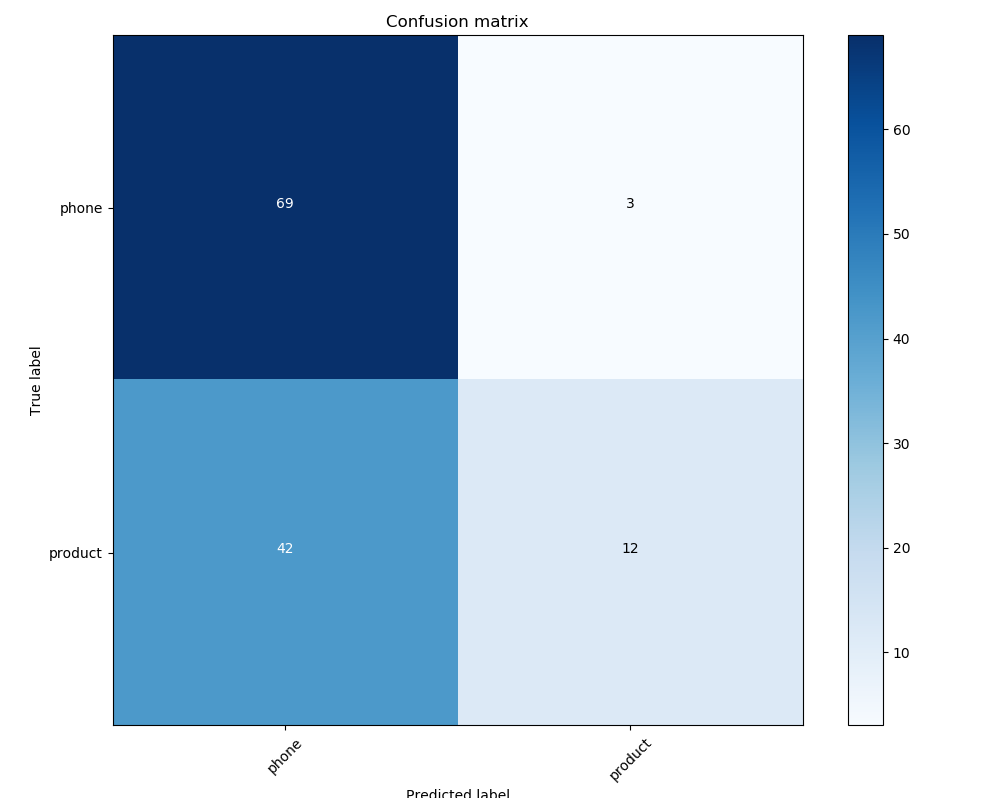 Confusion matrix
True label
phone
69
3
product
42
12
phone
product
Predicted label
60
50
40
30
20
10